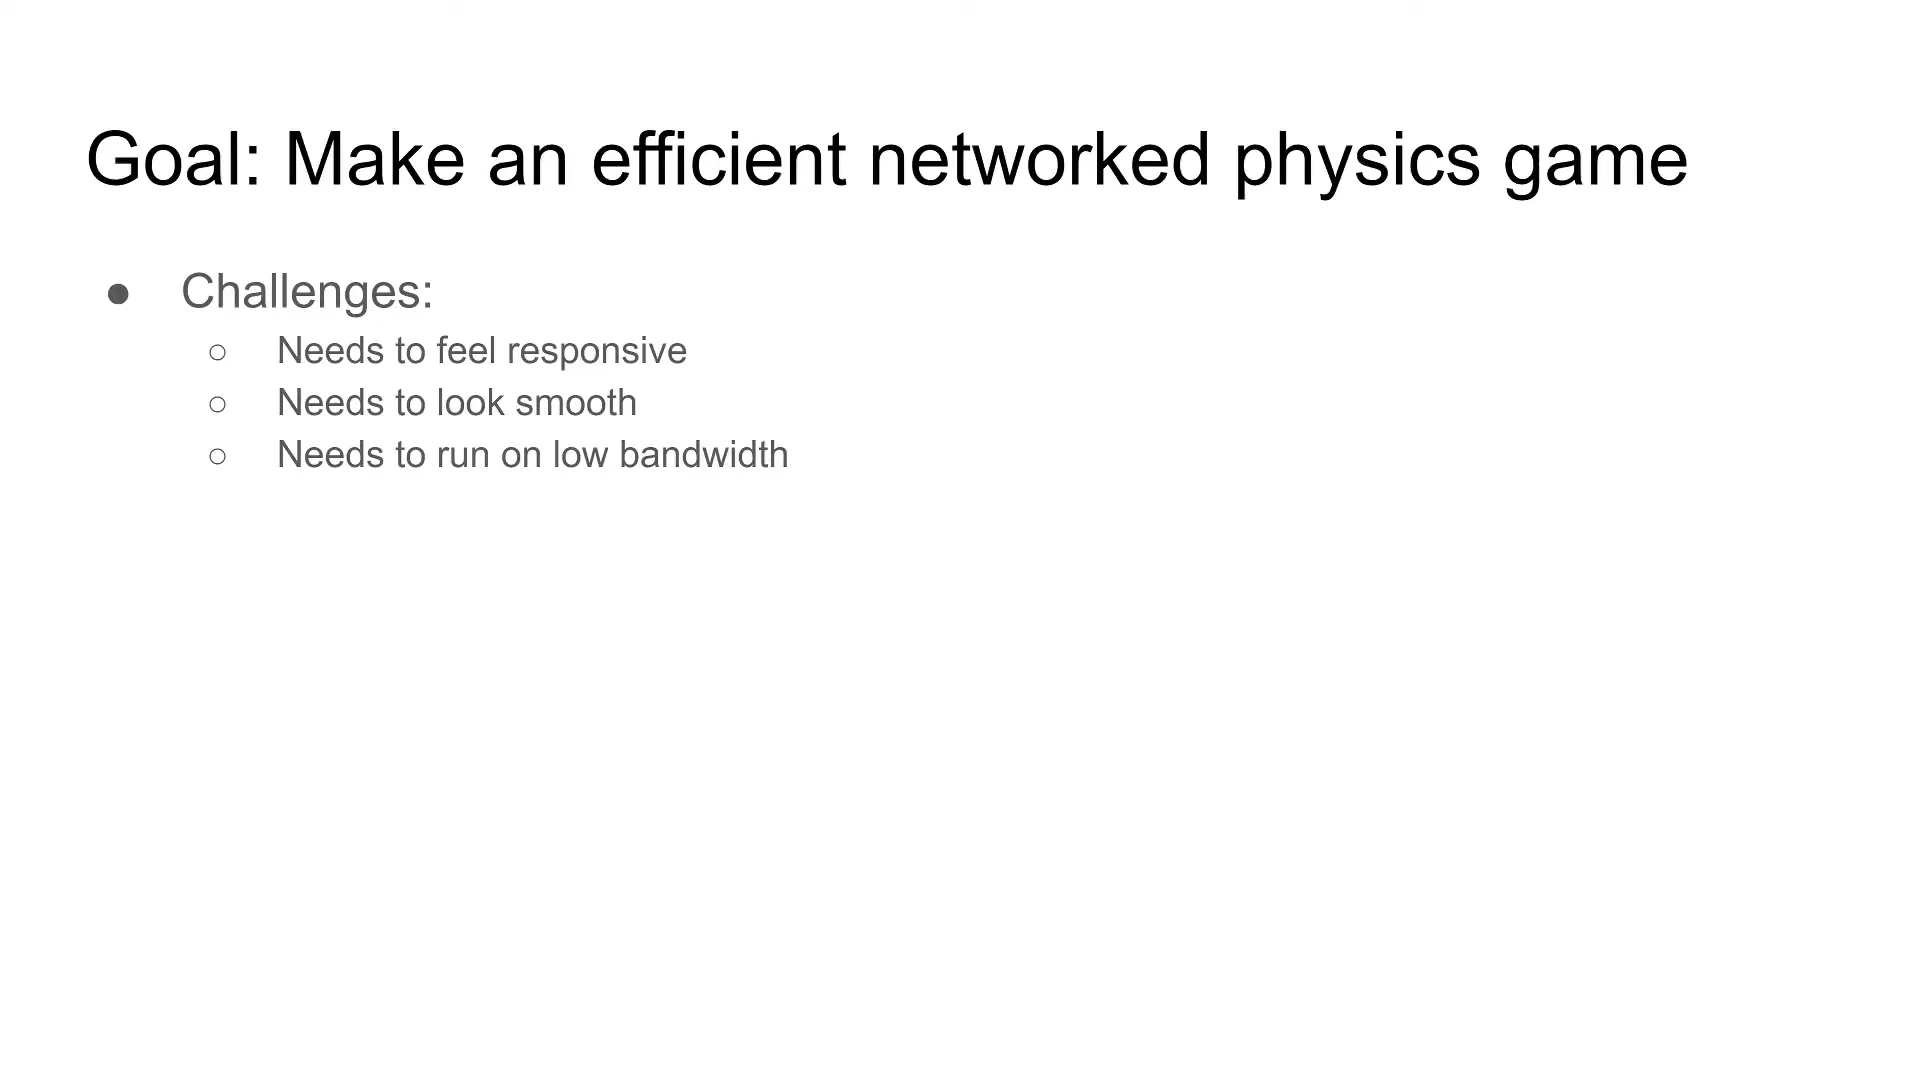 Goal: Make an efficient networked physics game
● Challenges:
○ Needs to feel responsive
○ Needs to look smooth
○ Needs to run on low bandwidth